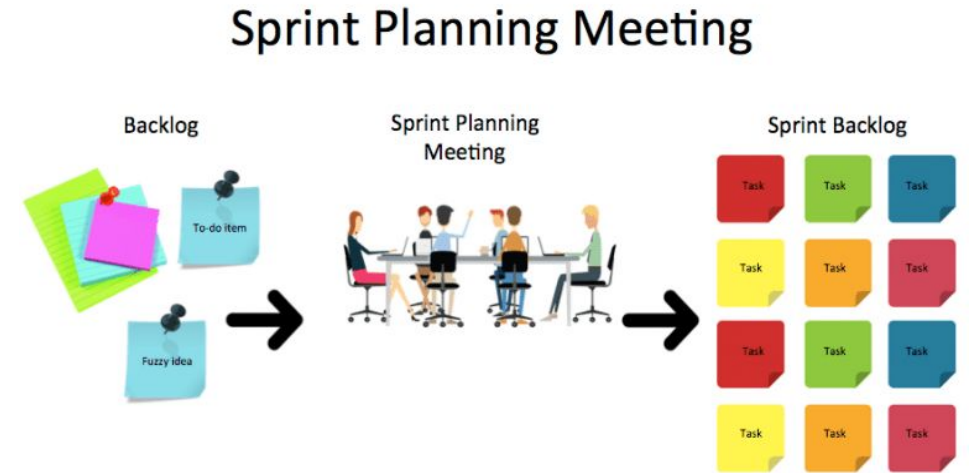 Sprint Planning Meeting
Backlog
To-do item
Fuzzy idea
Sprint Planning
Meeting
Sprint Backlog
Task Task Task
Task Task Task
Task Task Task
Task Task Task